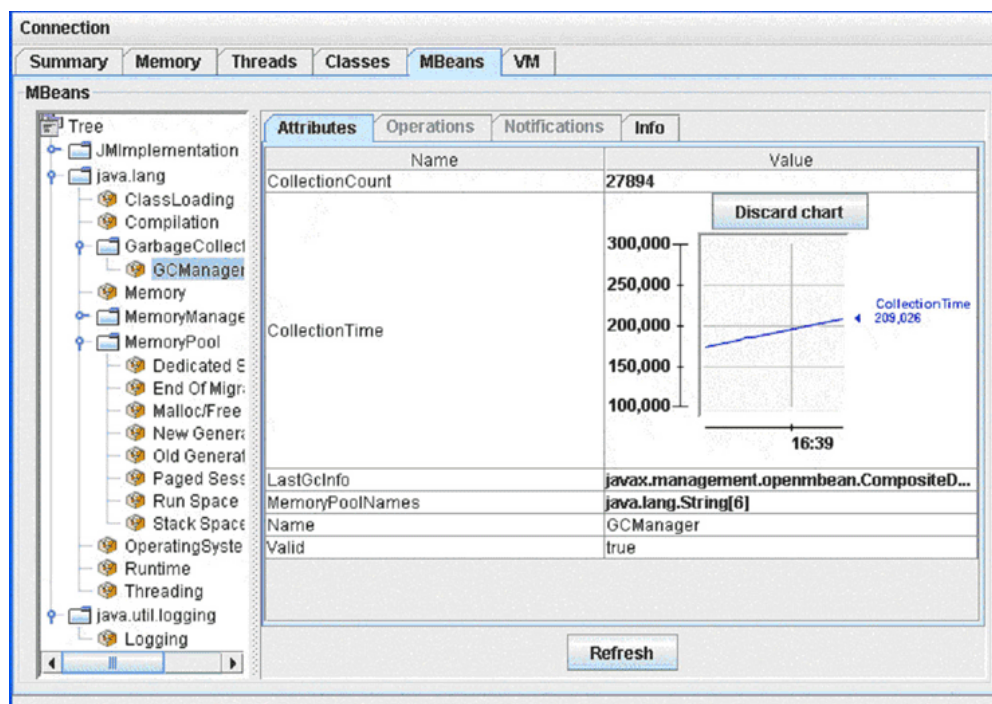 Connection
Summary Memory Threads Classes MBeans VM
MBeans
Tree
JMImplementation
java.lang
ClassLoading
Compilation
GarbageCollect
GCManager
Memory
MemoryManage
MemoryPool
Dedicated S
End Of Migr
Malloc/Free
New Genera
Old Generat
Paged Sess
Run Space
Stack Space
OperatingSyste
Runtime
Threading
java.util.logging
Logging
Attributes Operations Notifications Info
Name Value
CollectionCount 27894
CollectionTime
Discard chart
300,000
250,000
200,000
150,000
100,000
CollectionTime
209,026
16:39
LastGcInfo javax.management.openmbean.CompositeD...
MemoryPoolNames java.lang.String[6]
Name GCManager
Valid true
Refresh